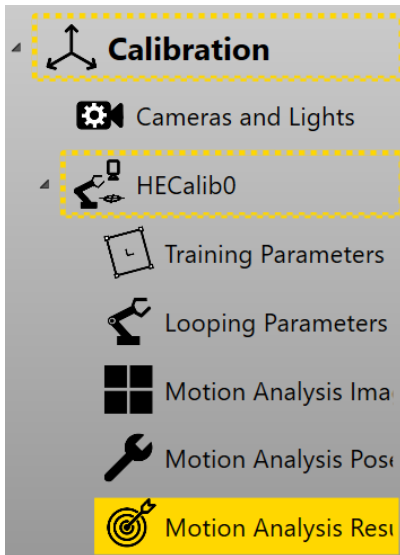 Calibration
Cameras and Lights
HECalib0
Training Parameters
Looping Parameters
Motion Analysis Ima
Motion Analysis Pose
Motion Analysis Resu